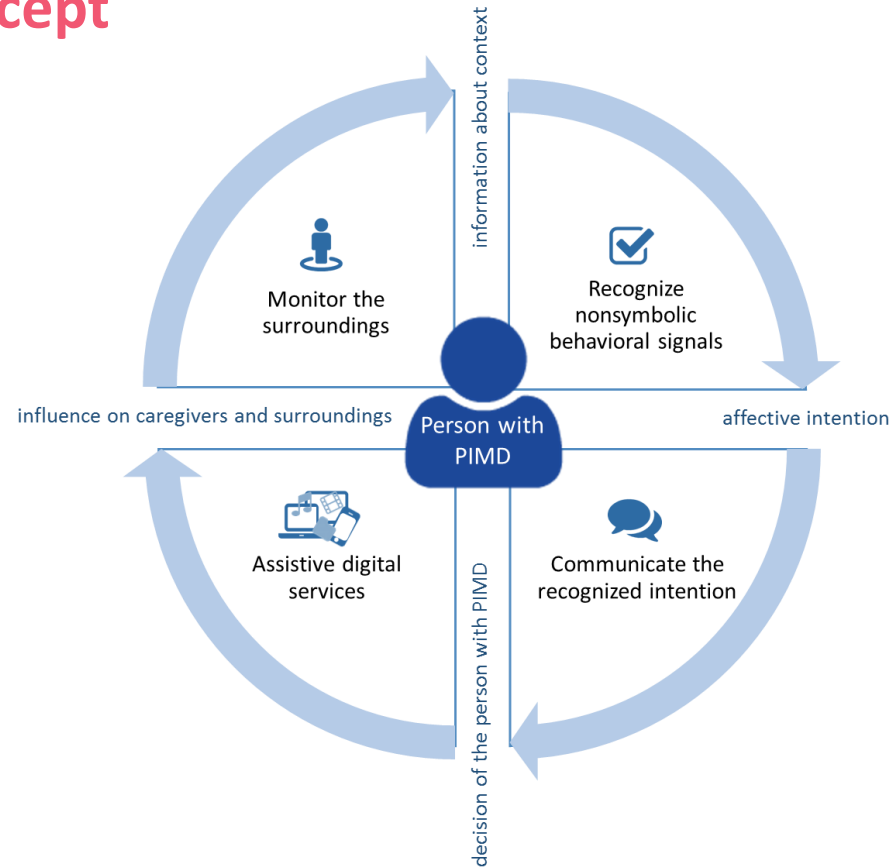 cept
information about context
Monitor the
surroundings
Recognize
nonsymbolic
behavioral signals
influence on caregivers and surroundings
Person with
PIMD
affective intention
Assistive digital
services
Communicate the
recognized intention
decision of the person with PIMD